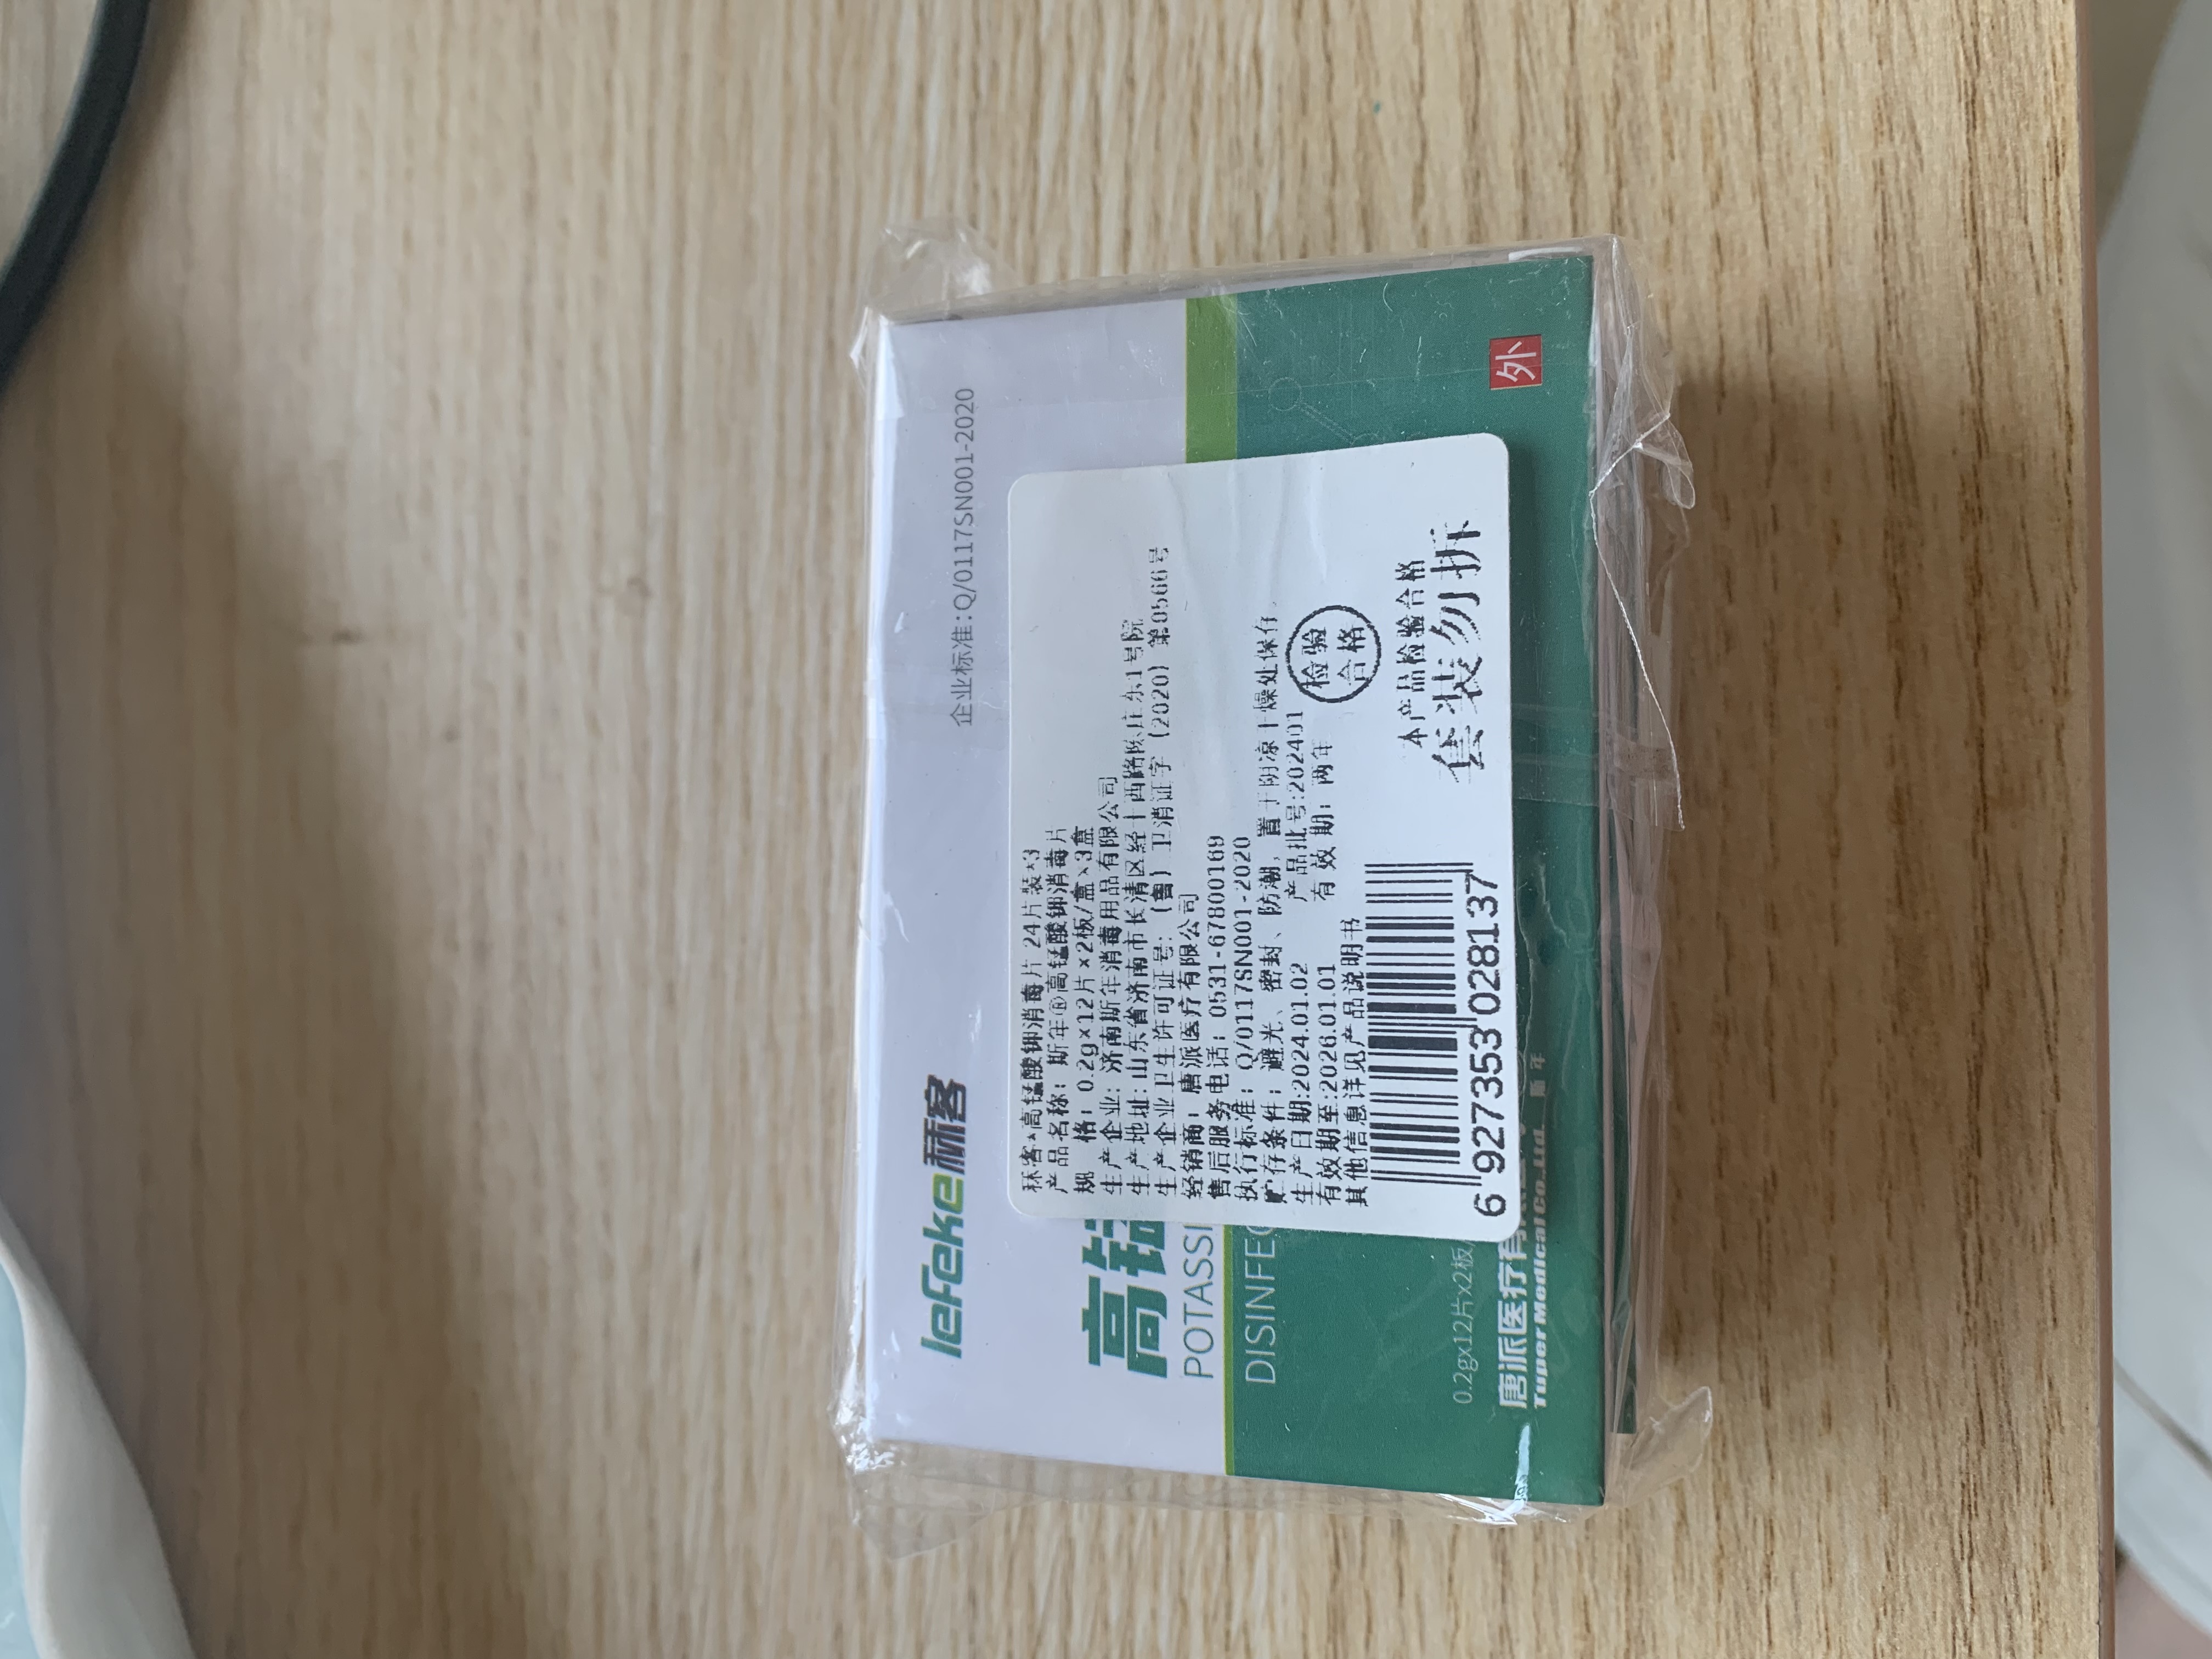 lefeke秝客
企业标准:Q/0117SN001-2020
秝客*高锰酸钾消毒片 24片装*3
产品名称：斯年®高锰酸钾消毒片
规 格：0.2g×12片×2板/盒×3盒
生产企业：济南斯年消毒用品有限公司
生产地址：山东省济南市长清区经十西路陈庄东1号院
生产企业卫生许可证号：（鲁）卫消证字（2020）第0566号
经销商：唐派医疗有限公司
售后服务电话：0531-67800169
执行标准：Q/0117SN001-2020
贮存条件：避光、密封、防潮，置于阴凉干燥处保存。
生产日期:2024.01.02 产品批号:202401
有效期至:2026.01.01 有效期：两年
其他信息详见产品说明书
检验
合格
本产品检验合格
套装勿拆
6 927353 028137
高锰
POTASSI
DISINFEC
0.2gx12片x2板/
唐派医疗有
Tuper Medical Co.,Ltd. 斯年
外